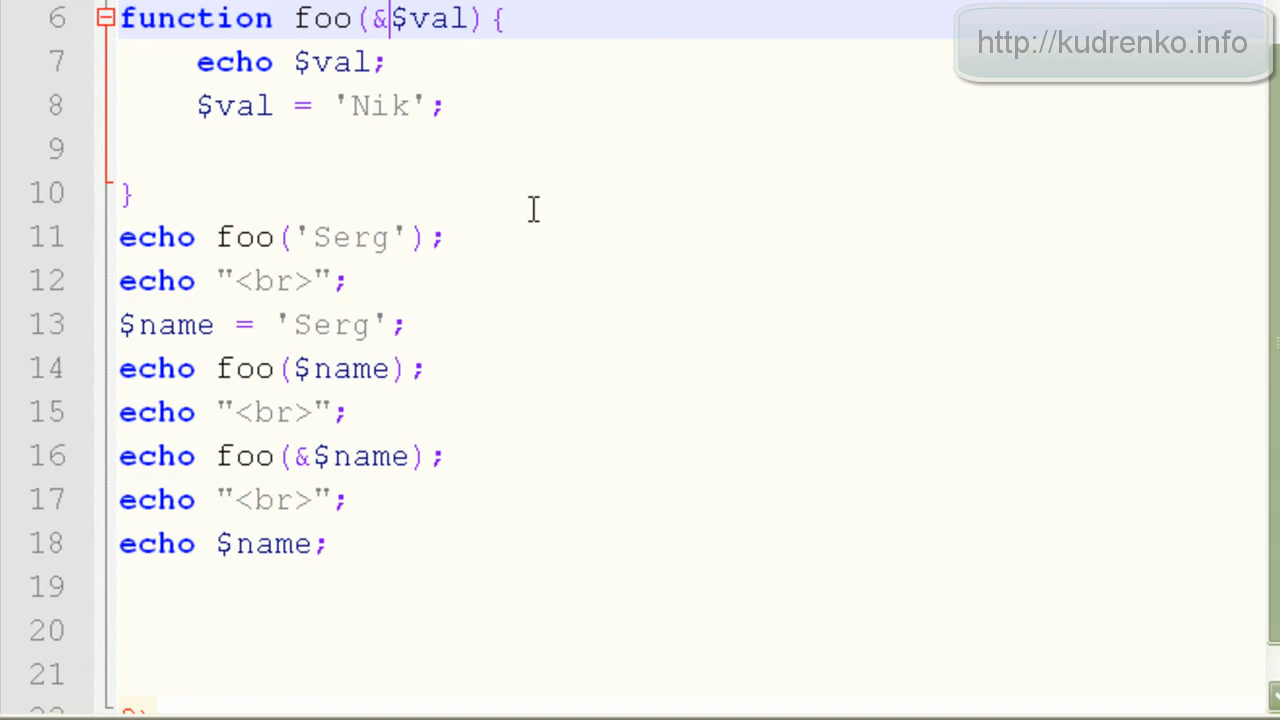 6 function foo(&$val){
http://kudrenko.info
7 echo $val;
8 $val = 'Nik';
9
10 }
11 echo foo('Serg');
12 echo "<br>";
13 $name = 'Serg';
14 echo foo($name);
15 echo "<br>";
16 echo foo(&$name);
17 echo "<br>";
18 echo $name;
19
20
21